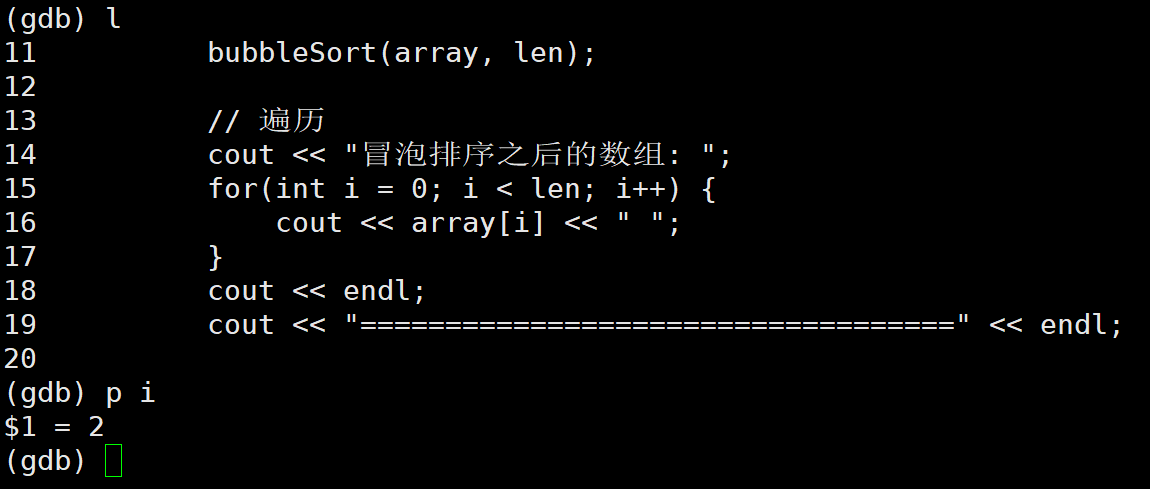 (gdb) l
11          bubbleSort(array, len);
12
13          // 遍历
14          cout << "冒泡排序之后的数组: ";
15          for(int i = 0; i < len; i++) {
16              cout << array[i] << " ";
17          }
18          cout << endl;
19          cout << "===================================" << endl;
20
(gdb) p i
$1 = 2
(gdb)